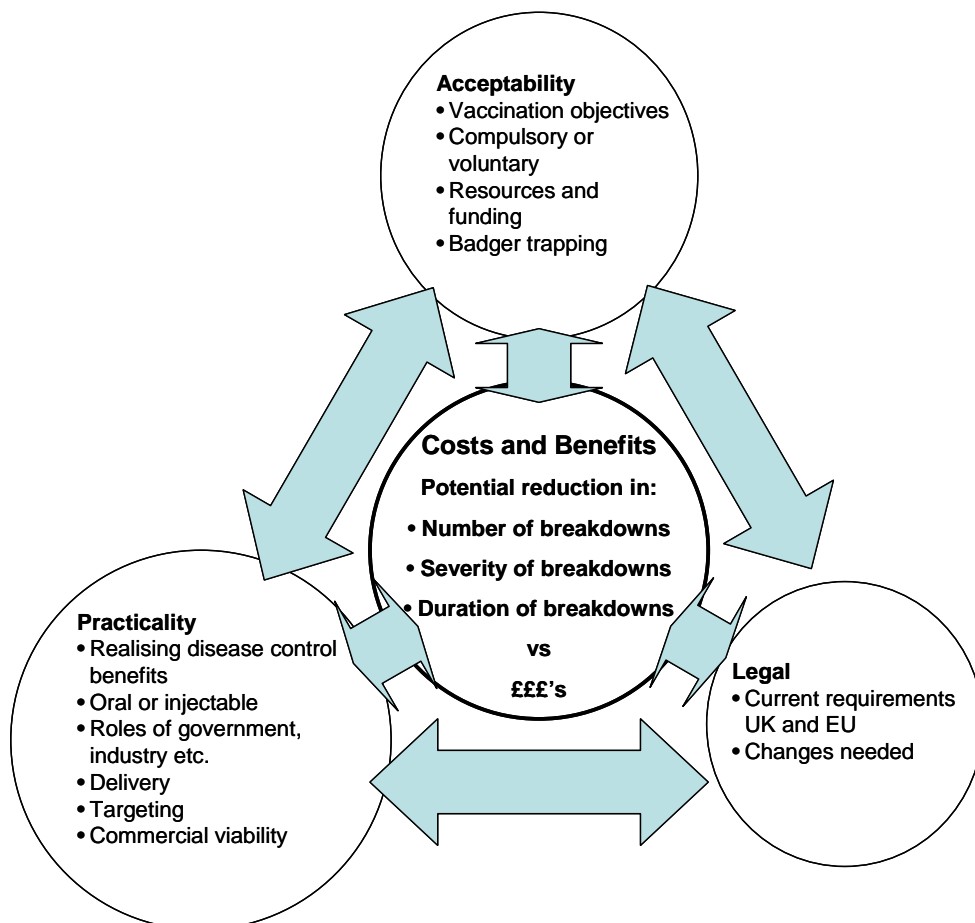 Acceptability
• Vaccination objectives
• Compulsory or
voluntary
• Resources and
funding
• Badger trapping
Costs and Benefits
Potential reduction in:
• Number of breakdowns
• Severity of breakdowns
• Duration of breakdowns
vs
£££'s
Practicality
• Realising disease control
benefits
• Oral or injectable
• Roles of government,
industry etc.
• Delivery
• Targeting
• Commercial viability
Legal
• Current requirements
UK and EU
• Changes needed